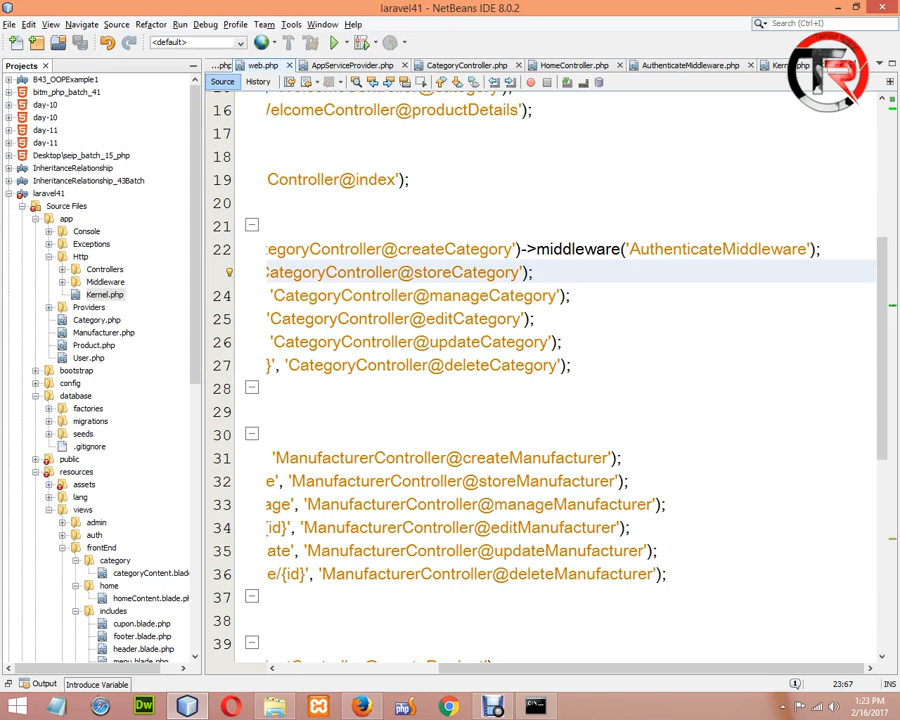 laravel41 - NetBeans IDE 8.0.2
File Edit View Navigate Source Refactor Run Debug Profile Team Tools Window Help
Search (Ctrl+I)
<default>
Projects
...php web.php AppServiceProvider.php CategoryController.php HomeController.php AuthenticateMiddleware.php
Source History
B43_OOPExample1
bitm_php_batch_41
day-10
day-10
day-11
day-11
Desktop\seip_batch_15_php
InheritanceRelationship
InheritanceRelationship_43Batch
laravel41
Source Files
app
Console
Exceptions
Http
Controllers
Middleware
Kernel.php
Providers
Category.php
Manufacturer.php
Product.php
User.php
bootstrap
config
database
factories
migrations
seeds
.gitignore
public
resources
assets
lang
views
admin
auth
frontEnd
category
categoryContent.blade
home
homeContent.blade.ph
includes
cupon.blade.php
footer.blade.php
header.blade.php
menu.blade.php
16 /elcomeController@productDetails');
17
18
19 Controller@index');
20
21
22 tegoryController@createCategory')->middleware('AuthenticateMiddleware');
CategoryController@storeCategory');
24 'CategoryController@manageCategory');
25 'CategoryController@editCategory');
26 'CategoryController@updateCategory');
27 }', 'CategoryController@deleteCategory');
28
29
30
31 'ManufacturerController@createManufacturer');
32 e', 'ManufacturerController@storeManufacturer');
33 age', 'ManufacturerController@manageManufacturer');
34 {id}', 'ManufacturerController@editManufacturer');
35 ate', 'ManufacturerController@updateManufacturer');
36 e/{id}', 'ManufacturerController@deleteManufacturer');
37
38
39
Output Introduce Variable
23:67 INS
1:23 PM
2/16/2017